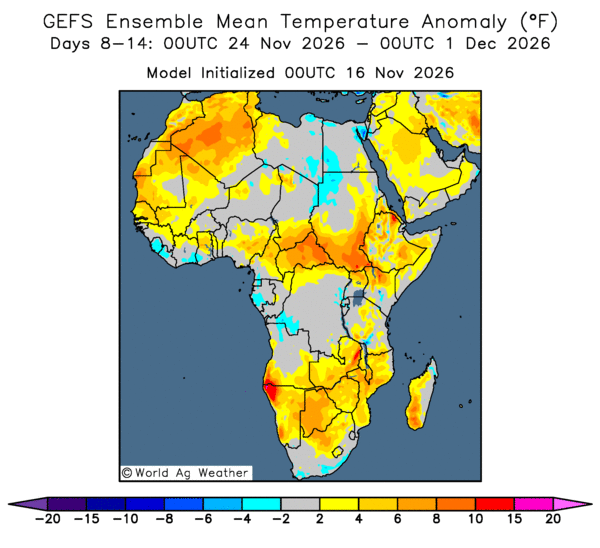 GEFS Ensemble Mean Temperature Anomaly (°F)
Days 8-14: 00UTC 24 Nov 2026 - 00UTC 1 Dec 2026
Model Initialized 00UTC 16 Nov 2026
© World Ag Weather
-20 -15 -10 -8 -6 -4 -2 2 4 6 8 10 15 20